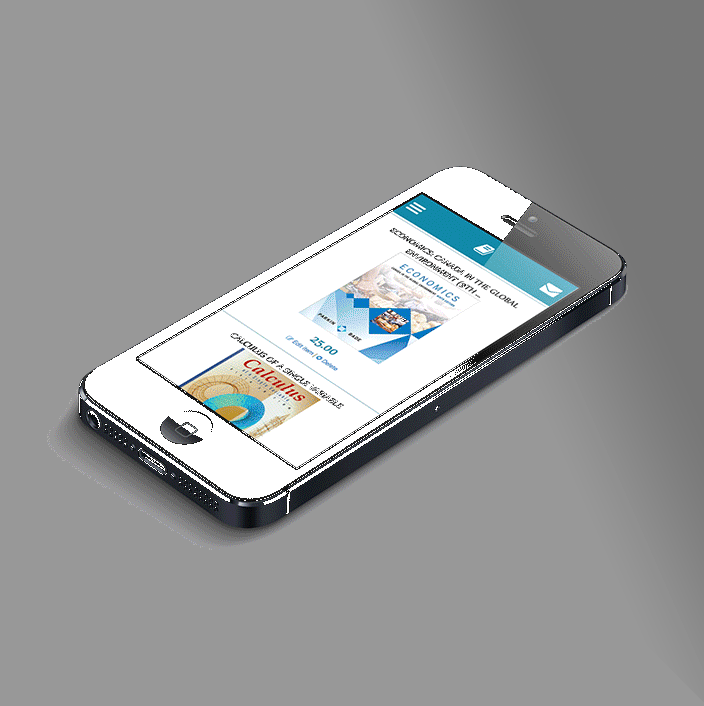 ECONOMICS: CANADA IN THE GLOBAL
ENVIRONMENT (9TH ...
ECONOMICS
PARKIN BADE
25.00
Edit Item | Delete
CALCULUS OF A SINGLE VARIABLE
Calculus